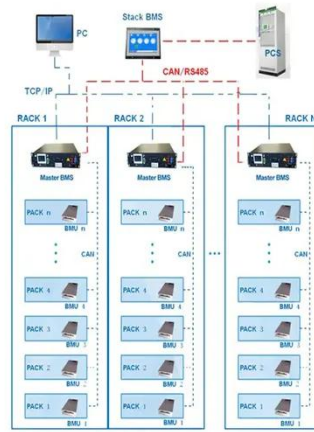 PC
Stack BMS
PCS
CAN/RS485
TCP/IP
RACK 1
RACK 2
RACK N
Master BMS
Master BMS
Master BMS
PACK n
BMU n
PACK n
BMU n
PACK n
BMU n
CAN
CAN
CAN
PACK 4
BMU 4
PACK 4
BMU 4
PACK 4
BMU 4
PACK 3
BMU 3
PACK 3
BMU 3
PACK 3
BMU 3
PACK 2
BMU 2
PACK 2
BMU 2
PACK 2
BMU 2
PACK 1
BMU 1
PACK 1
BMU 1
PACK 1
BMU 1